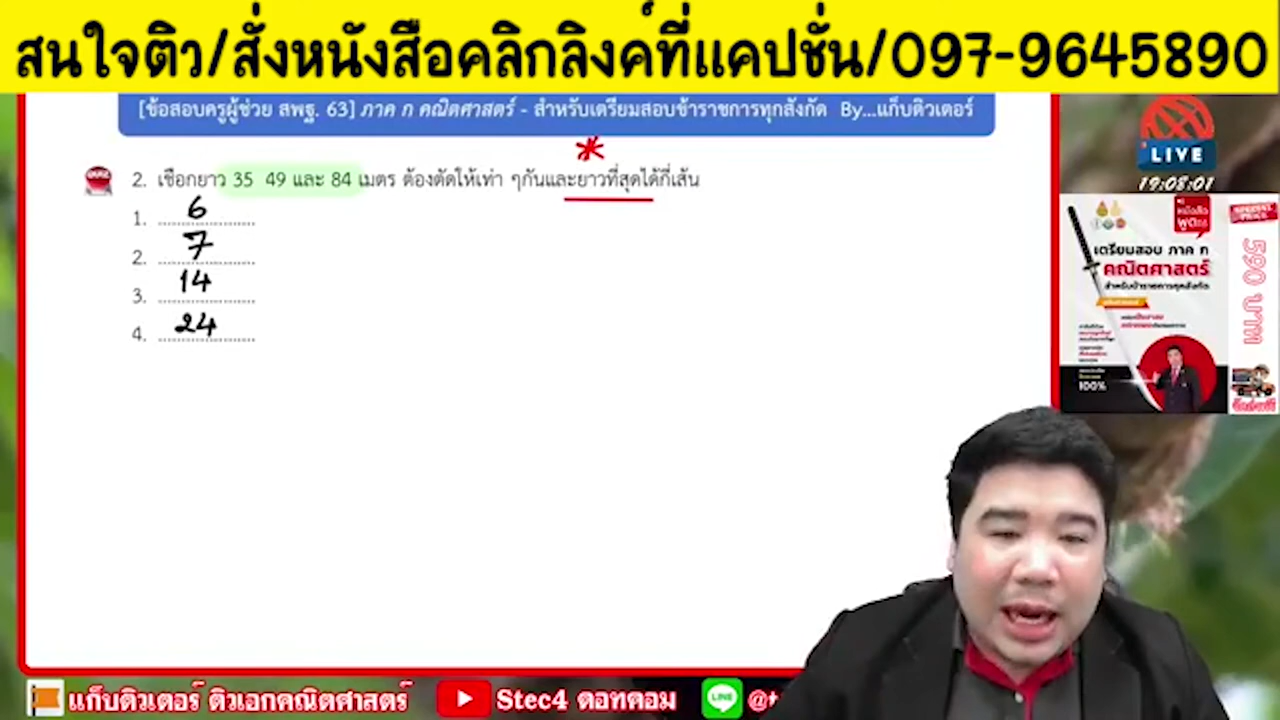 สนใจติว/สั่งหนังสือคลิกลิงค์ที่แคปชั่น/097-9645890
[ข้อสอบครูผู้ช่วย สพฐ. 63] ภาค ก คณิตศาสตร์ - สำหรับเตรียมสอบข้าราชการทุกสังกัด By...แก็บติวเตอร์
LIVE
19:08:01
2. เชือกยาว 35 49 และ 84 เมตร ต้องตัดให้เท่า ๆกันและยาวที่สุดได้กี่เส้น
1. 6
2. 7
3. 14
4. 24
หนังสือ
เตรียมสอบ ภาค ก
คณิตศาสตร์
100%
590 บาท
แก็บติวเตอร์ ติวเอกคณิตศาสตร์
Stec4 ดอทคอม
LINE